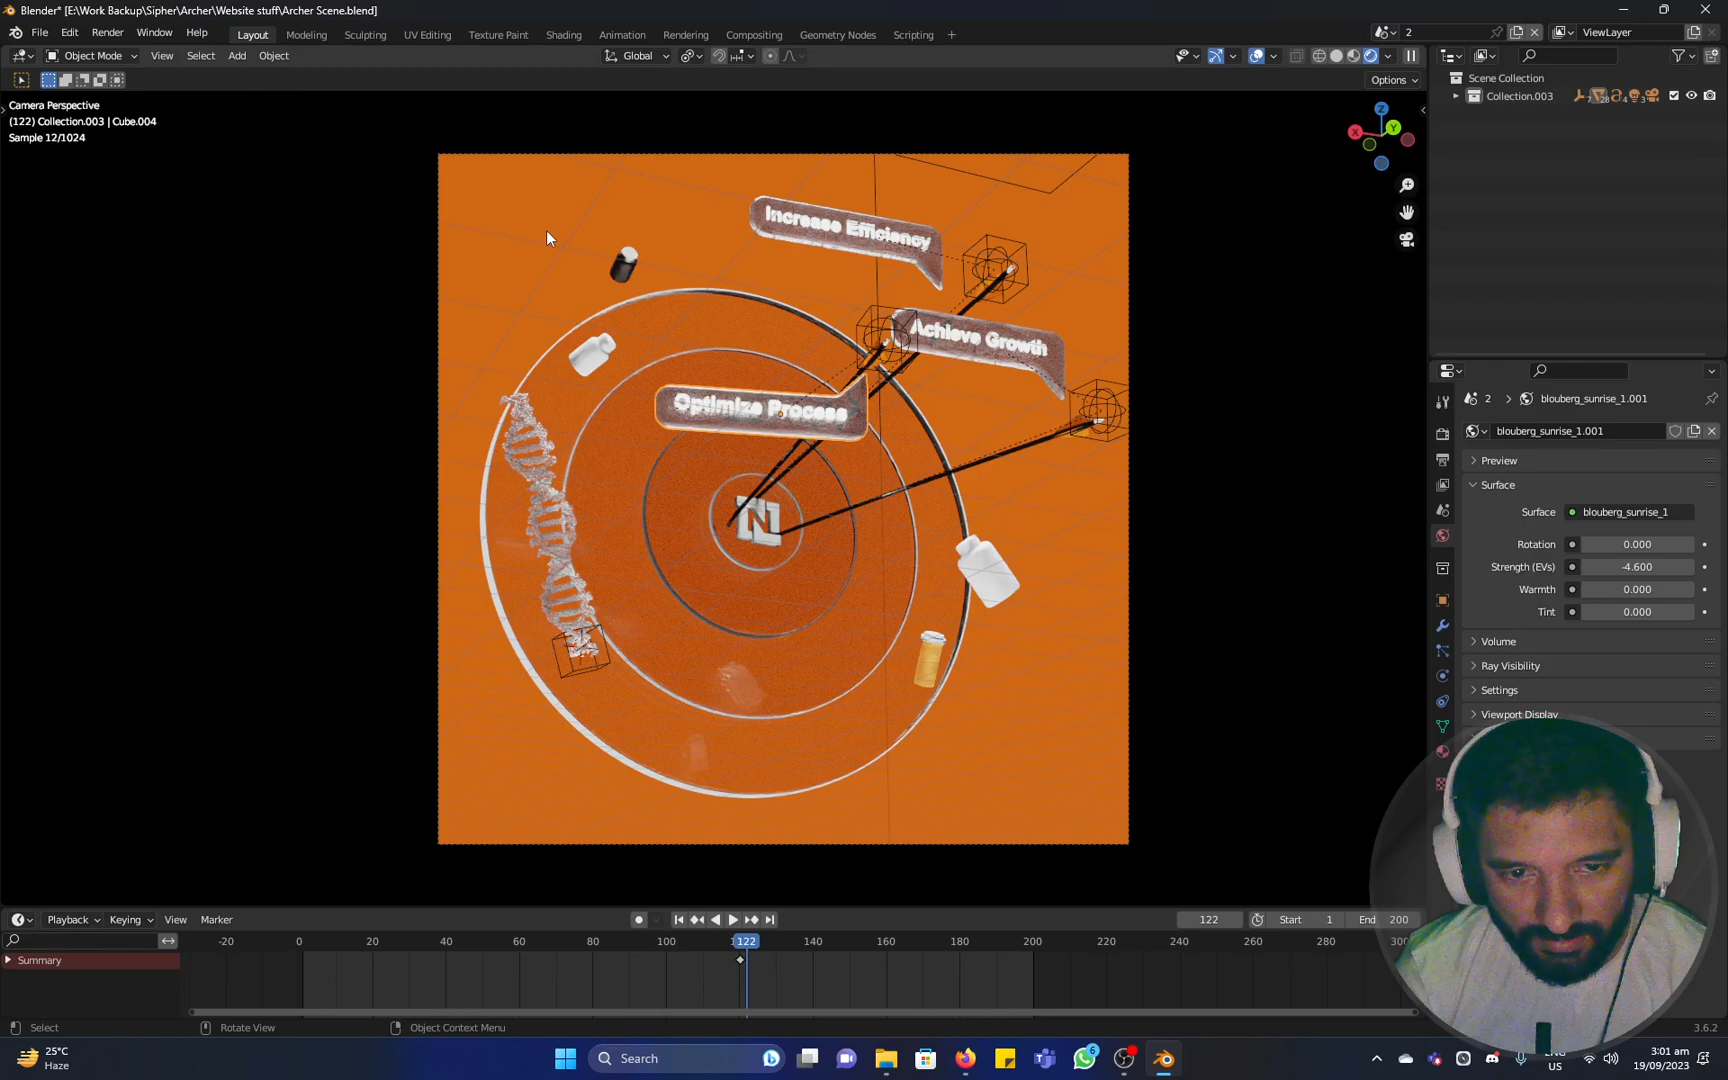 Blender* [E:\Work Backup\Sipher\Archer\Website stuff\Archer Scene.blend]
File Edit Render Window Help Layout Modeling Sculpting UV Editing Texture Paint Shading Animation Rendering Compositing Geometry Nodes Scripting + 2 ViewLayer
Object Mode View Select Add Object Global
Options
Scene Collection
Collection.003 7 28 4 3
Camera Perspective
(122) Collection.003 | Cube.004
Sample 12/1024
Z
Y
X
Increase Efficiency
Achieve Growth
Optimize Process
2 > blouberg_sunrise_1.001
blouberg_sunrise_1.001
Preview
Surface
Surface blouberg_sunrise_1
Rotation 0.000
Strength (EVs) -4.600
Warmth 0.000
Tint 0.000
Volume
Ray Visibility
Settings
Viewport Display
Playback Keying View Marker 122 Start 1 End 200
-20 0 20 40 60 80 100 122 140 160 180 200 220 240 260 280 300
Summary
Select Rotate View Object Context Menu 3.6.2
25°C
Haze
Search
6
US
3:01 am
19/09/2023